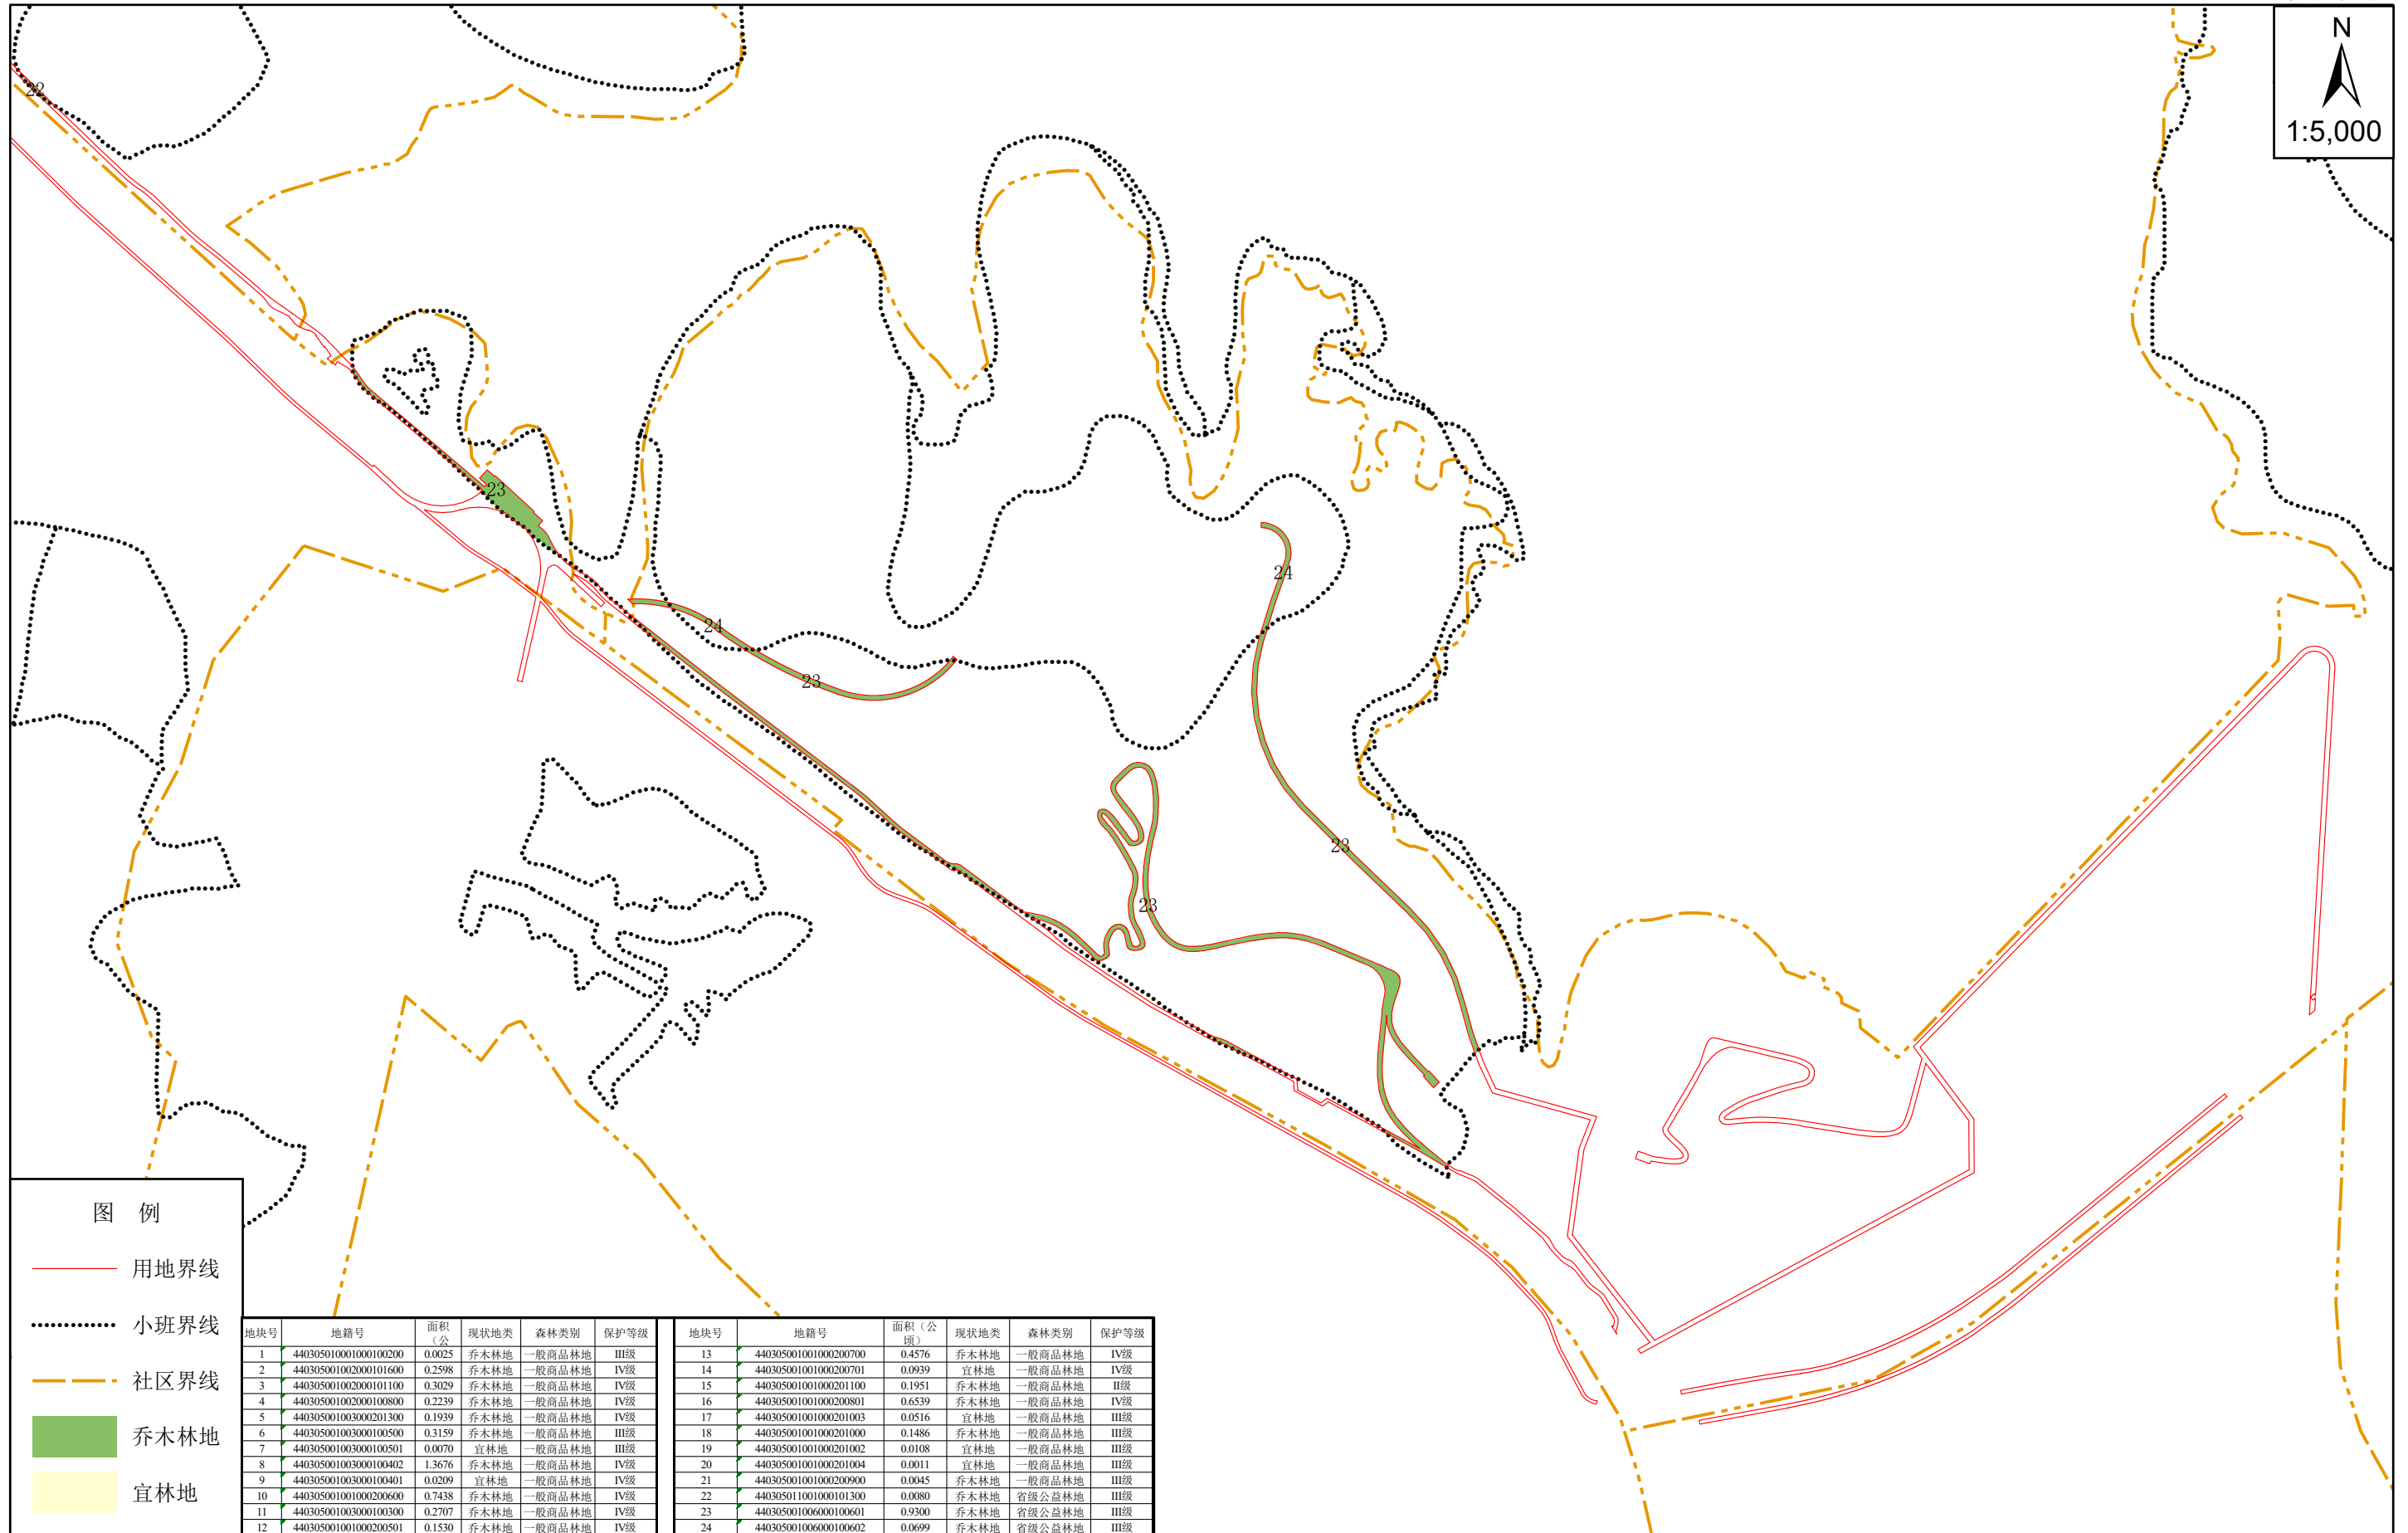 N
1:5,000
22
23
24
24
23
23
23
图 例
用地界线
小班界线
社区界线
乔木林地
宜林地
地块号 地籍号 面积（公 现状地类 森林类别 保护等级
1 440305010001000100200 0.0025 乔木林地 一般商品林地 III级
2 440305001002000101600 0.2598 乔木林地 一般商品林地 IV级
3 440305001002000101100 0.3029 乔木林地 一般商品林地 IV级
4 440305001002000100800 0.2239 乔木林地 一般商品林地 IV级
5 440305001003000201300 0.1939 乔木林地 一般商品林地 IV级
6 440305001003000100500 0.3159 乔木林地 一般商品林地 III级
7 440305001003000100501 0.0070 宜林地 一般商品林地 III级
8 440305001003000100402 1.3676 乔木林地 一般商品林地 IV级
9 440305001003000100401 0.0209 宜林地 一般商品林地 IV级
10 440305001001000200600 0.7438 乔木林地 一般商品林地 IV级
11 440305001003000100300 0.2707 乔木林地 一般商品林地 IV级
12 440305001001000200501 0.1530 乔木林地 一般商品林地 IV级
地块号 地籍号 面积（公顷） 现状地类 森林类别 保护等级
13 440305001001000200700 0.4576 乔木林地 一般商品林地 IV级
14 440305001001000200701 0.0939 宜林地 一般商品林地 IV级
15 440305001001000201100 0.1951 乔木林地 一般商品林地 II级
16 440305001001000200801 0.6539 乔木林地 一般商品林地 IV级
17 440305001001000201003 0.0516 宜林地 一般商品林地 III级
18 440305001001000201000 0.1486 乔木林地 一般商品林地 III级
19 440305001001000201002 0.0108 宜林地 一般商品林地 III级
20 440305001001000201004 0.0011 宜林地 一般商品林地 III级
21 440305001001000200900 0.0045 乔木林地 一般商品林地 III级
22 440305011001000101300 0.0080 乔木林地 省级公益林地 III级
23 440305001006000100601 0.9300 乔木林地 省级公益林地 III级
24 440305001006000100602 0.0699 乔木林地 省级公益林地 III级